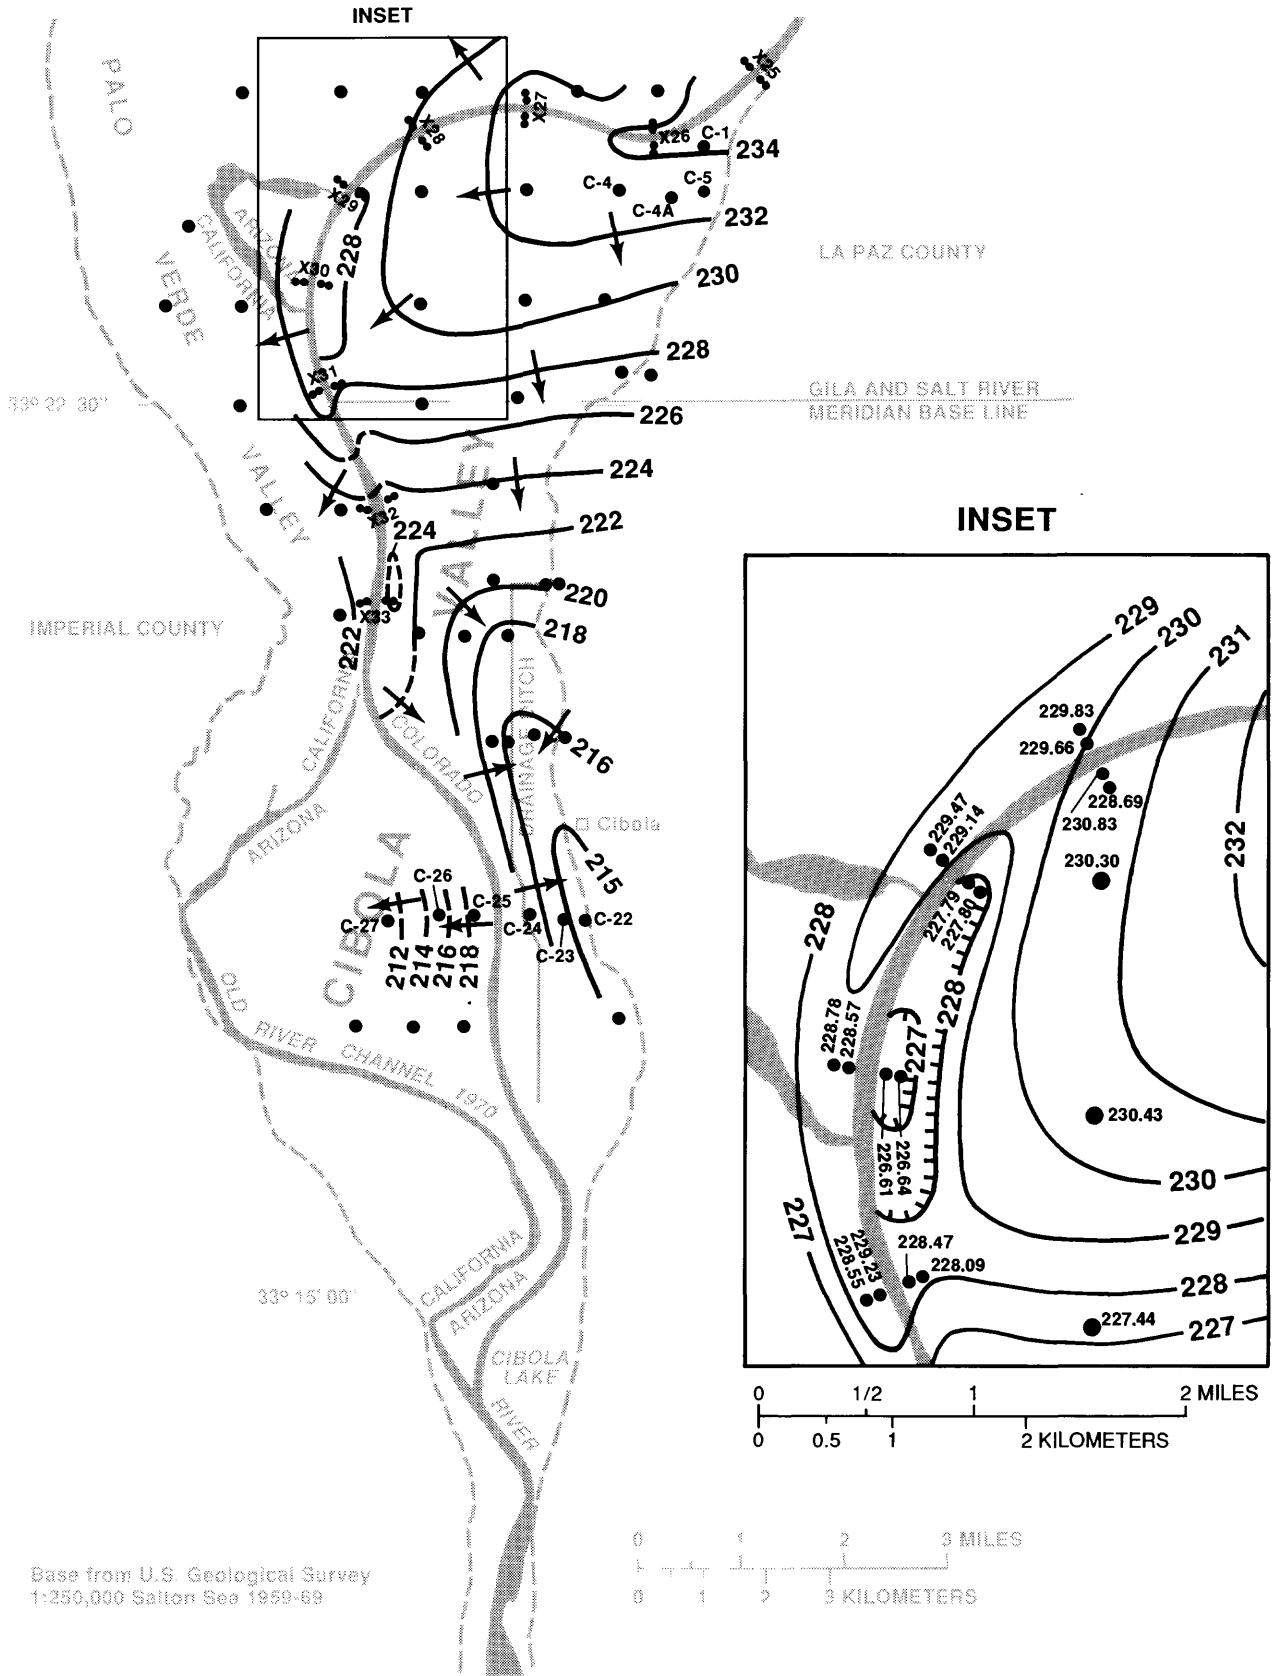 INSET
PALO
X25
X27
X28
X26
C-1
234
C-4
C-5
C-4A
X29
232
ARIZONA
CALIFORNIA
228
LA PAZ COUNTY
VERDE
X30
230
X31
228
33° 22' 30"
GILA AND SALT RIVER
MERIDIAN BASE LINE
226
VALLEY
VALLEY
224
X32
224
222
INSET
220
X33
IMPERIAL COUNTY
218
222
CALIFORNIA
DRAINAGE DITCH
COLORADO
216
ARIZONA
Cibola
215
CIBOLA
C-26
C-25
C-27
C-24
C-22
C-23
212
214
216
218
OLD
RIVER
CHANNEL
1970
CALIFORNIA
ARIZONA
33° 15' 00"
CIBOLA
LAKE
RIVER
229
230
231
229.83
229.66
228.69
230.83
229.47
229.14
230.30
232
227.79
227.80
228
228
228.78
228.57
227
230.43
226.61
226.64
230
227
229
229.23
228.55
228.47
228.09
228
227.44
227
0 1/2 1 2 MILES
0 0.5 1 2 KILOMETERS
0 1 2 3 MILES
0 1 2 3 KILOMETERS
Base from U.S. Geological Survey
1:250,000 Salton Sea 1959-69